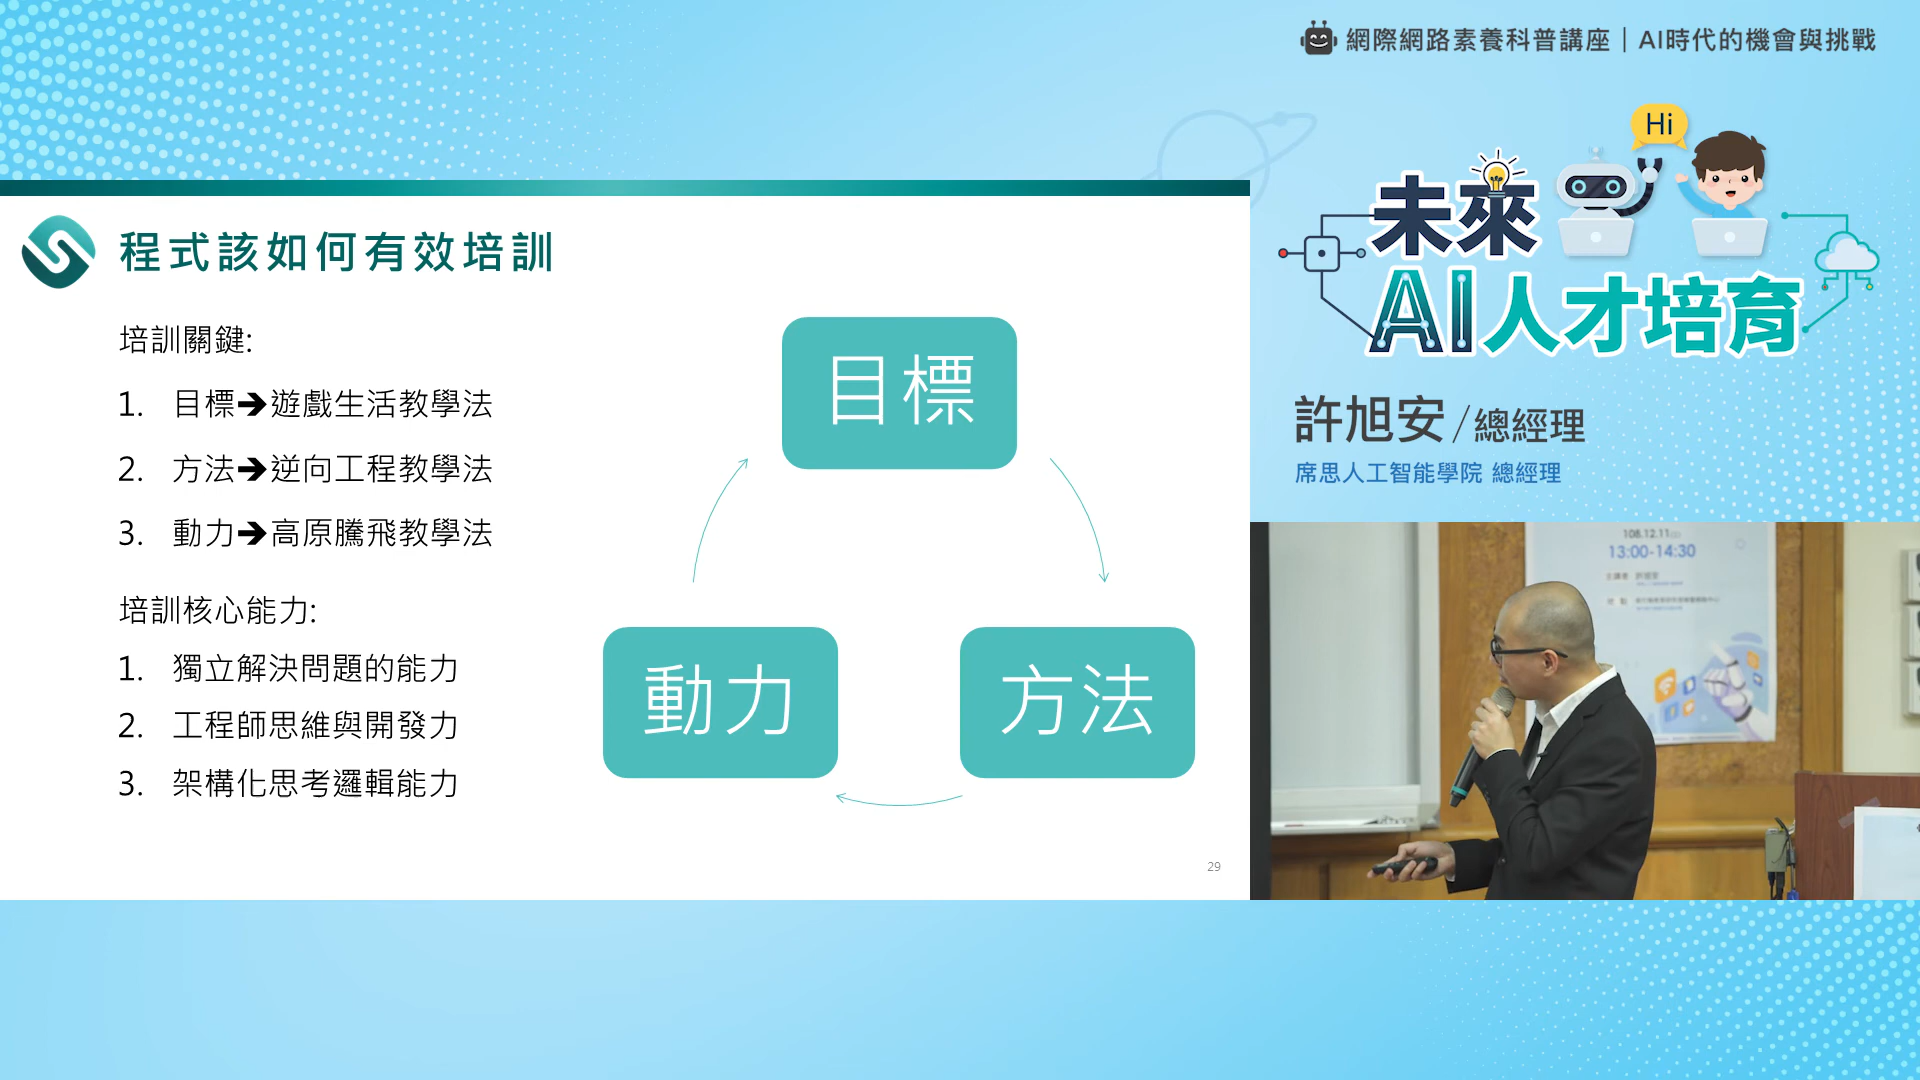 網際網路素養科普講座｜AI時代的機會與挑戰
Hi
未來
AI人才培育
許旭安/總經理
席思人工智能學院 總經理
程式該如何有效培訓
培訓關鍵:
1. 目標➔遊戲生活教學法
2. 方法➔逆向工程教學法
3. 動力➔高原騰飛教學法
培訓核心能力:
1. 獨立解決問題的能力
2. 工程師思維與開發力
3. 架構化思考邏輯能力
目標
動力
方法
29
108.12.11
13:00-14:30